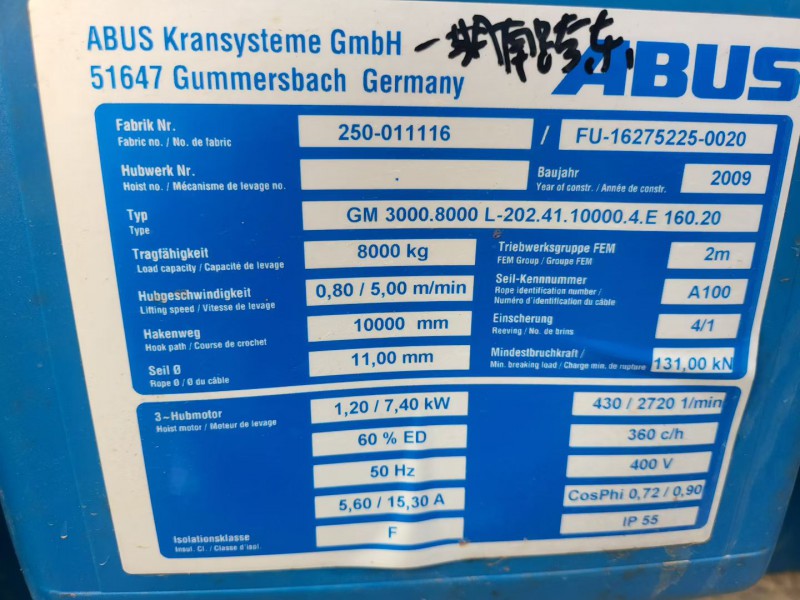 ABUS Kransysteme GmbH
51647 Gummersbach Germany
ABUS
Fabrik Nr.
Fabric no. / No. de fabric
250-011116 / FU-16275225-0020
Hubwerk Nr.
Hoist no. / Mécanisme de levage no.
.
Baujahr
Year of constr. / Année de constr.
2009
Typ
Type
GM 3000.8000 L-202.41.10000.4.E 160.20
Tragfähigkeit
Load capacity / Capacité de levage
8000 kg
Triebwerksgruppe FEM
FEM Group / Groupe FEM
2m
Hubgeschwindigkeit
Lifting speed / Vitesse de levage
0,80 / 5,00 m/min
Seil-Kennnummer
Rope identification number /
Numéro d'identification du câble
A100
Hakenweg
Hook path / Course de crochet
10000 mm
Einscherung
Reeving / No. de brins
4/1
Seil Ø
Rope Ø / Ø du câble
11,00 mm
Mindestbruchkraft /
Min. breaking load / Charge min. de rupture
131,00 kN
3~Hubmotor
Hoist motor / Moteur de levage
1,20 / 7,40 kW
430 / 2720 1/min
60 % ED
360 c/h
50 Hz
400 V
5,60 / 15,30 A
CosPhi 0,72 / 0,90
Isolationsklasse
Insul. Cl. / Classe d'isol.
F
IP 55